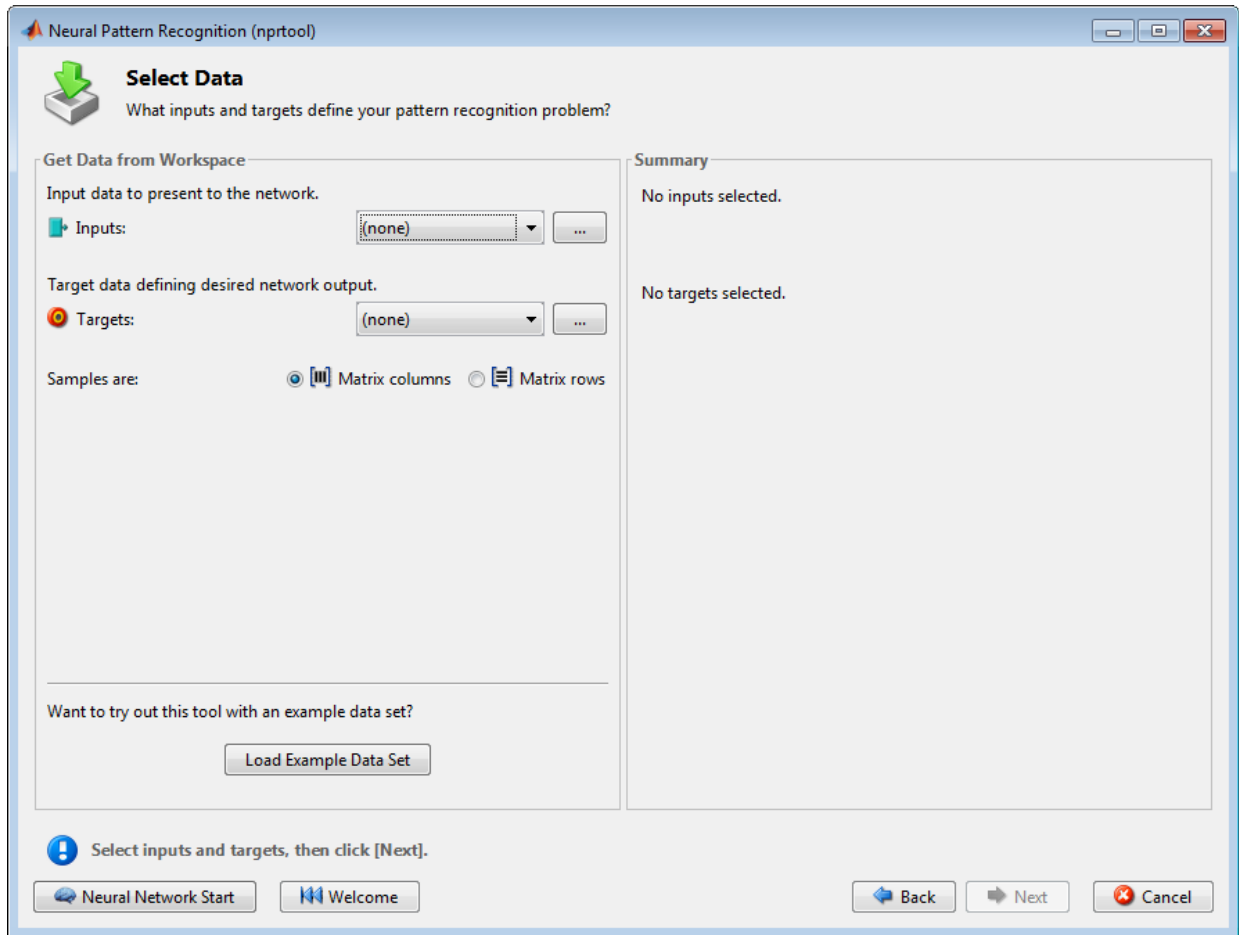 Neural Pattern Recognition (nprtool)
Select Data
What inputs and targets define your pattern recognition problem?
Get Data from Workspace
Input data to present to the network.
Inputs: (none) ...
Target data defining desired network output.
Targets: (none) ...
Samples are: Matrix columns Matrix rows
Want to try out this tool with an example data set?
Load Example Data Set
Summary
No inputs selected.
No targets selected.
Select inputs and targets, then click [Next].
Neural Network Start Welcome Back Next Cancel